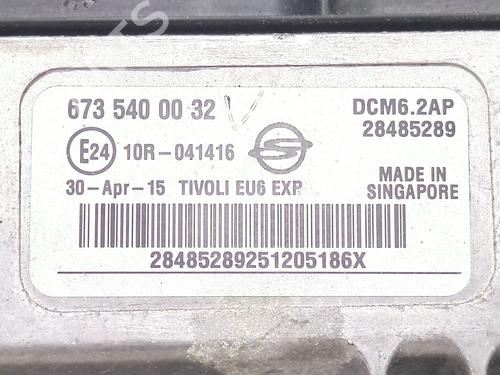 673 540 00 32
DCM6.2AP
28485289
E24 10R-041416
30-Apr-15 TIVOLI EU6 EXP
MADE IN
SINGAPORE
28485289251205186X